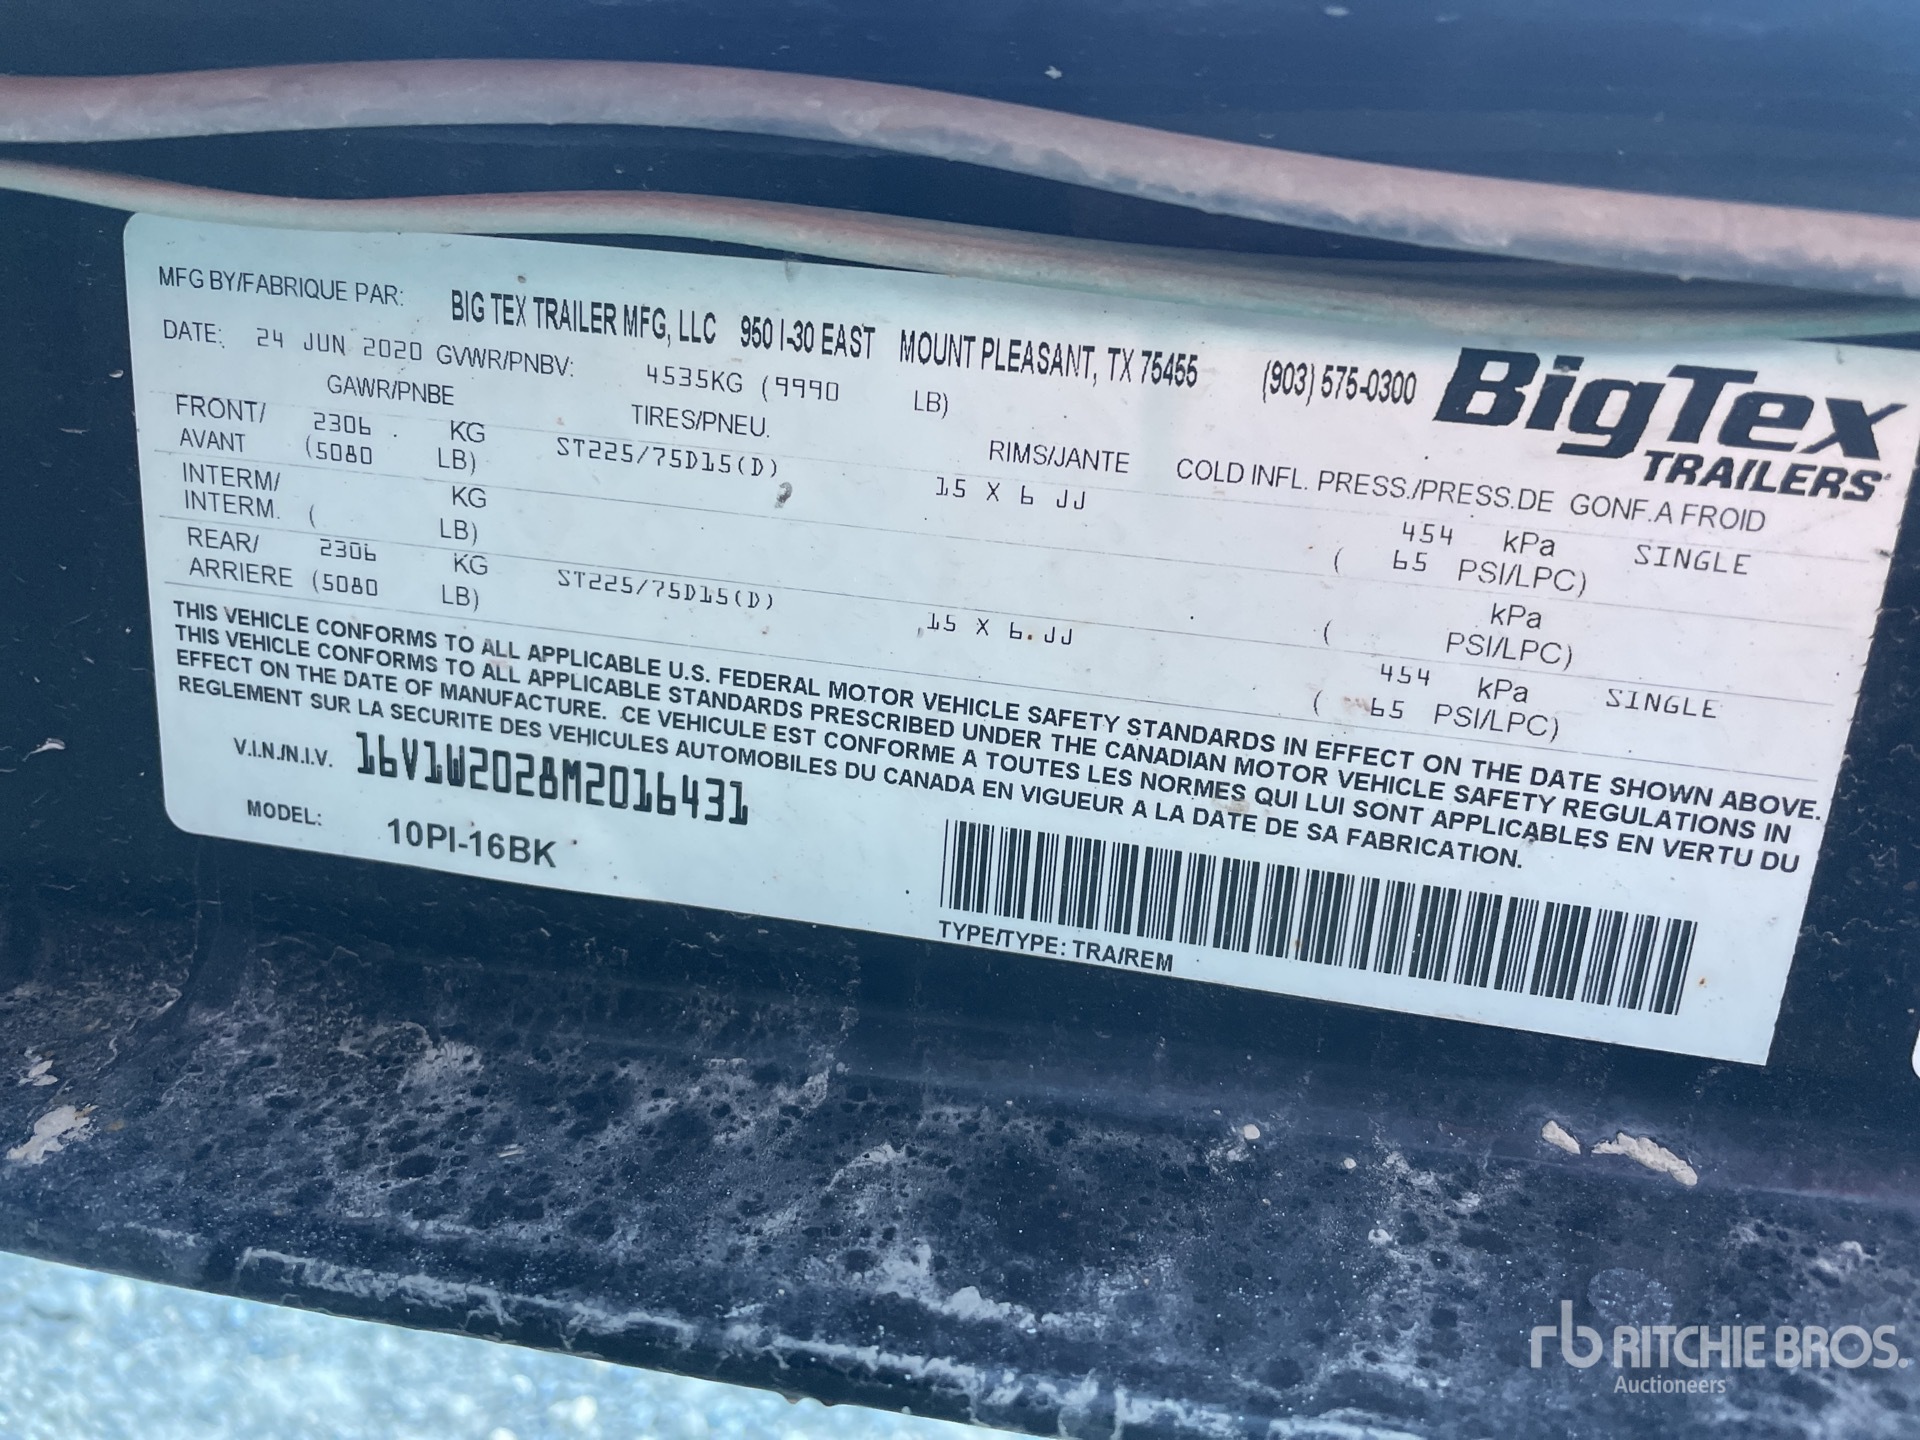 MFG BY/FABRIQUE PAR: BIG TEX TRAILER MFG, LLC 950 I-30 EAST MOUNT PLEASANT, TX 75455 (903) 575-0300
BigTex
TRAILERS
DATE: 24 JUN 2020 GVWR/PNBV: 4535KG (9990 LB)
GAWR/PNBE TIRES/PNEU. RIMS/JANTE COLD INFL. PRESS./PRESS.DE GONF.A FROID
FRONT/ 2306 KG ST225/75D15(D) 15 X 6 JJ 454 kPa SINGLE
AVANT (5080 LB) ( 65 PSI/LPC)
INTERM/ KG kPa
INTERM. ( LB) ( PSI/LPC)
REAR/ 2306 KG ST225/75D15(D) 15 X 6 JJ 454 kPa SINGLE
ARRIERE (5080 LB) ( 65 PSI/LPC)
THIS VEHICLE CONFORMS TO ALL APPLICABLE U.S. FEDERAL MOTOR VEHICLE SAFETY STANDARDS IN EFFECT ON THE DATE SHOWN ABOVE.
THIS VEHICLE CONFORMS TO ALL APPLICABLE STANDARDS PRESCRIBED UNDER THE CANADIAN MOTOR VEHICLE SAFETY REGULATIONS IN
EFFECT ON THE DATE OF MANUFACTURE. CE VEHICULE EST CONFORME A TOUTES LES NORMES QUI LUI SONT APPLICABLES EN VERTU DU
REGLEMENT SUR LA SECURITE DES VEHICULES AUTOMOBILES DU CANADA EN VIGUEUR A LA DATE DE SA FABRICATION.
V.I.N./N.I.V. 16V1W2028M2016431
MODEL: 10PI-16BK
TYPE/TYPE: TRA/REM
rb RITCHIE BROS.
Auctioneers